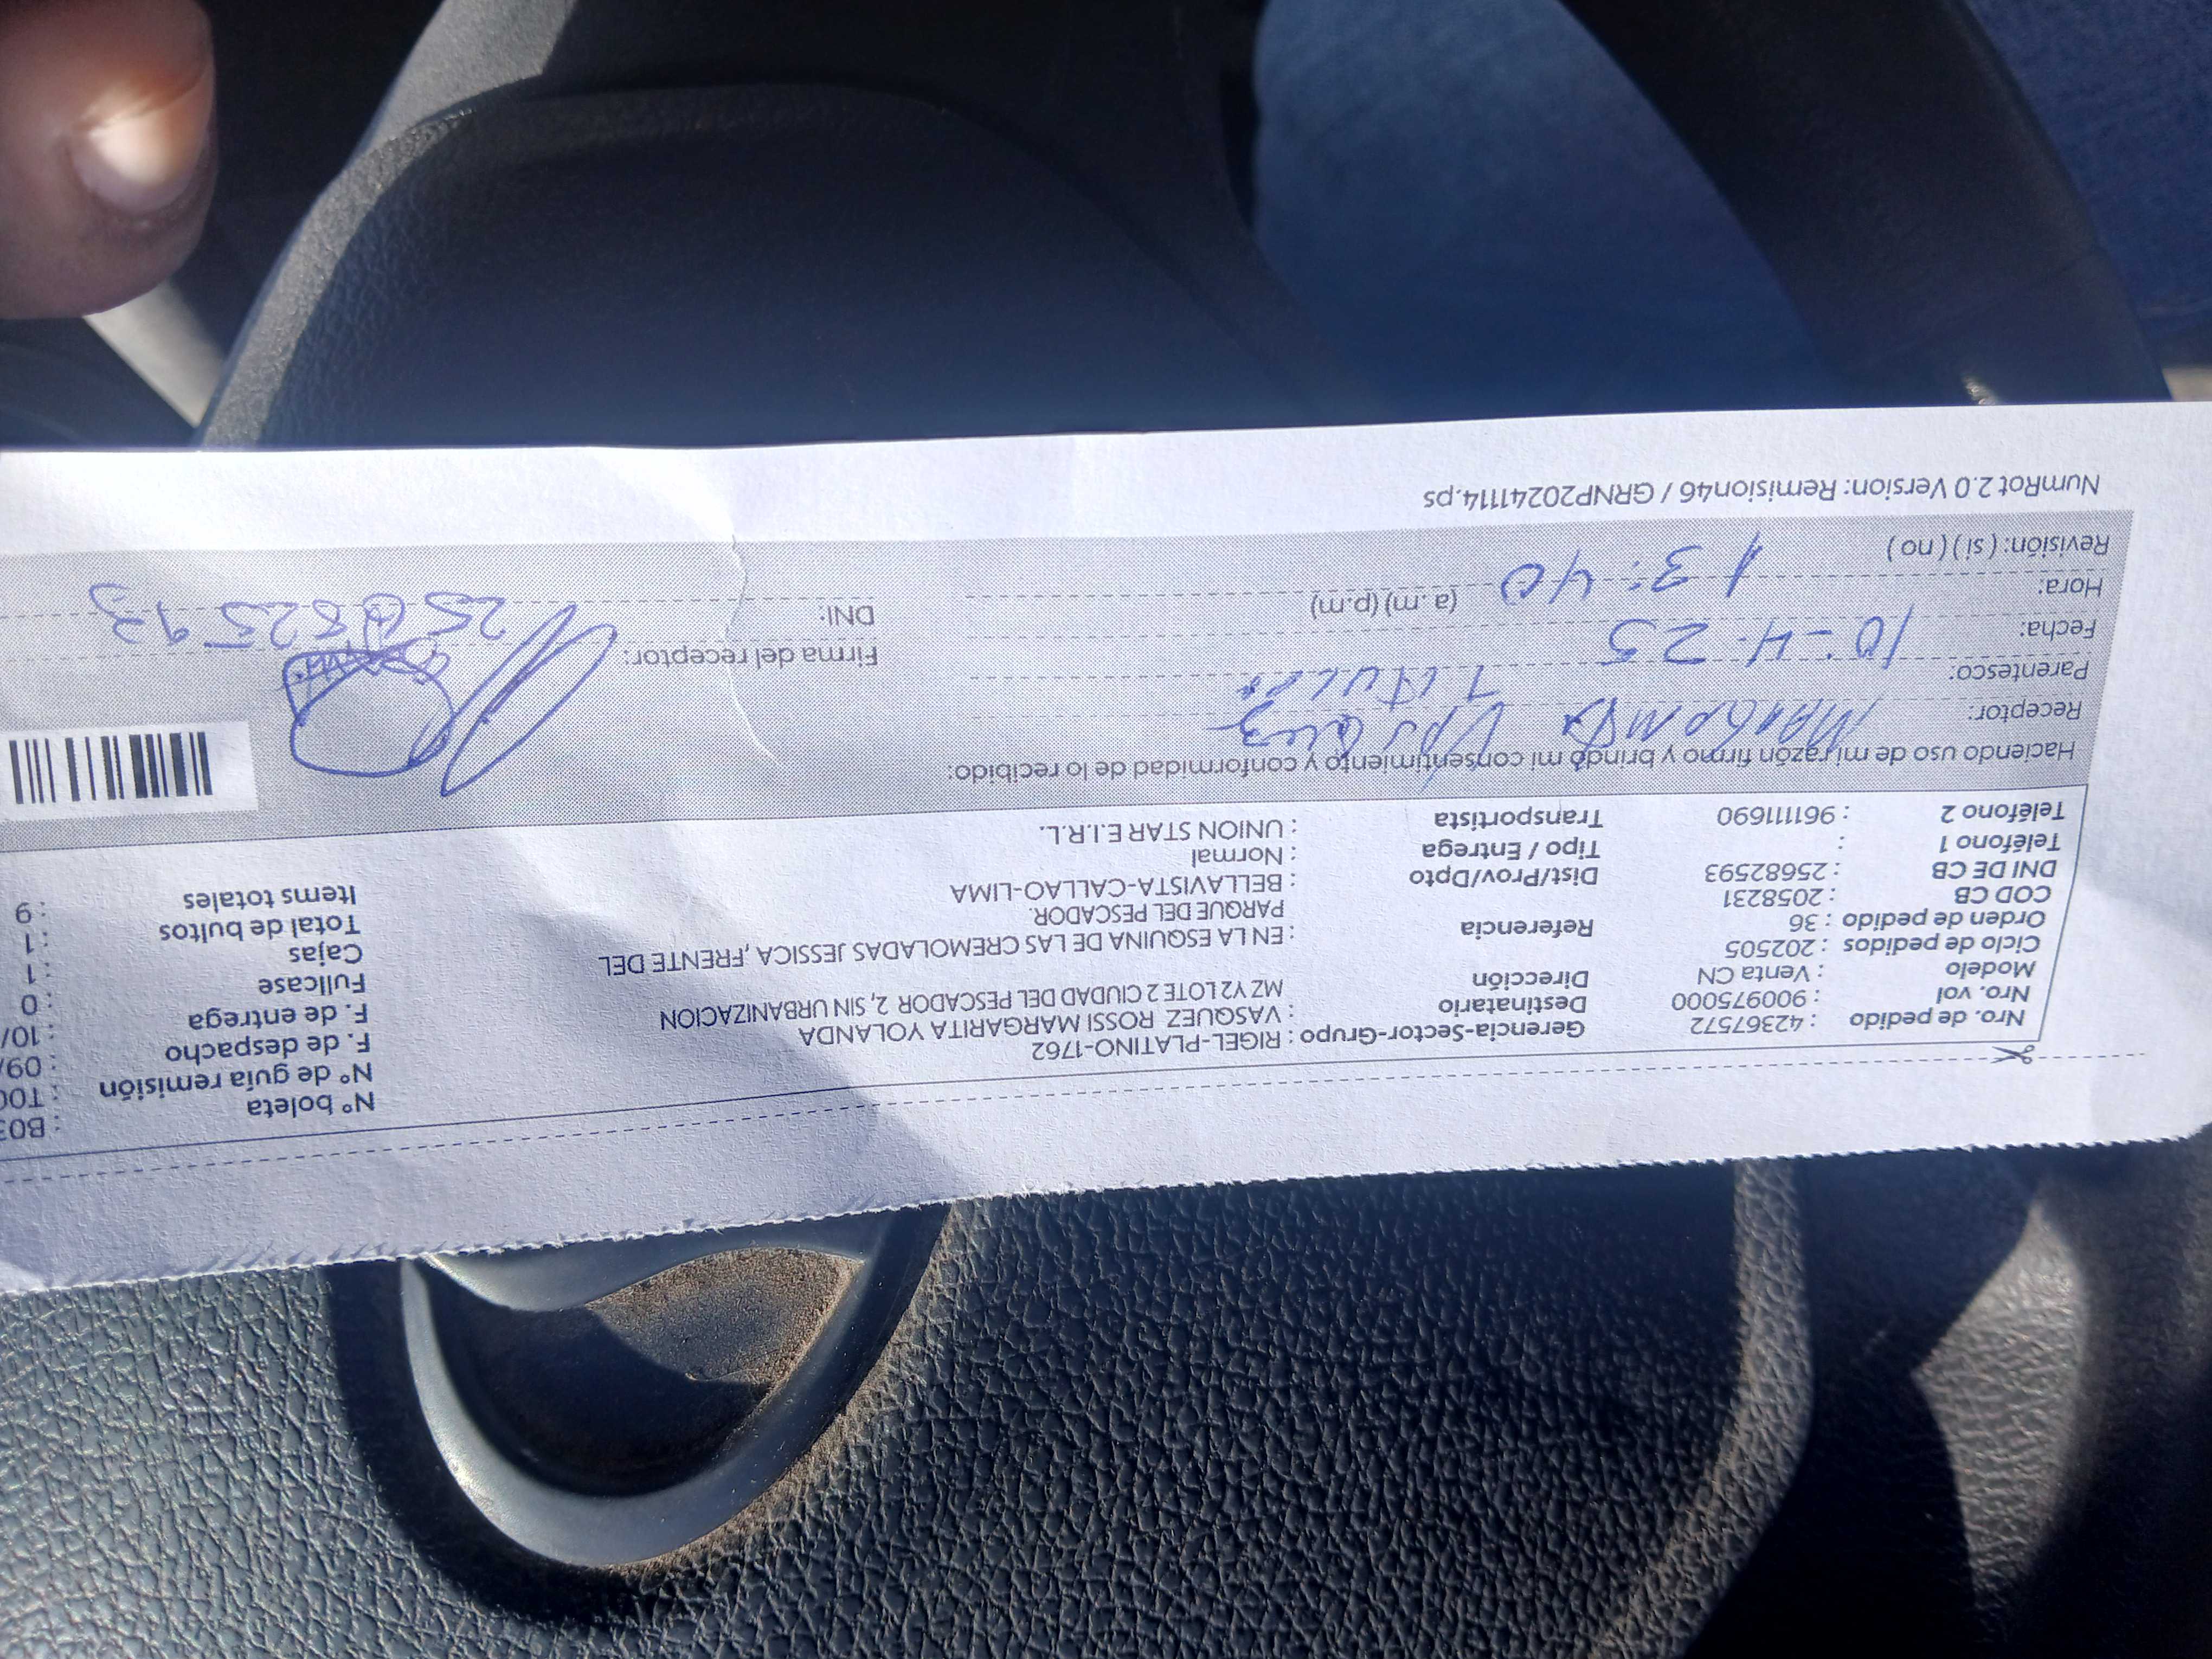 Nro. de pedido : 42367572 Gerencia-Sector-Grupo : RIGEL-PLATINO-1762 N° boleta : B03
Nro. vol : 900975000 Destinatario : VASQUEZ ROSSI MARGARITA YOLANDA N° de guía remisión : T00
Modelo : Venta CN Dirección MZ Y2 LOTE 2 CIUDAD DEL PESCADOR 2, SIN URBANIZACION F. de despacho : 09/
Ciclo de pedidos : 202505 F. de entrega : 10/
Orden de pedido : 36 Referencia : EN LA ESQUINA DE LAS CREMOLADAS JESSICA ,FRENTE DEL Fullcase : 0
COD CB : 2058231 PARQUE DEL PESCADOR. Cajas : 1
DNI DE CB : 25682593 Dist/Prov/Dpto : BELLAVISTA-CALLAO-LIMA Total de bultos : 1
Teléfono 1 : Tipo / Entrega : Normal Items totales : 9
Teléfono 2 : 961111690 Transportista : UNION STAR E.I.R.L.
Haciendo uso de mi razón firmo y brindo mi consentimiento y conformidad de lo recibido:
Receptor: MARGARITA VASQUEZ
Parentesco: TITULAR Firma del receptor:
Fecha: 10-4-25
Hora: 13:40 (a.m) (p.m) DNI: 25682593
Revisión: ( si ) ( no )
NumRot 2.0 Version: Remision46 / GRNP20241114.ps